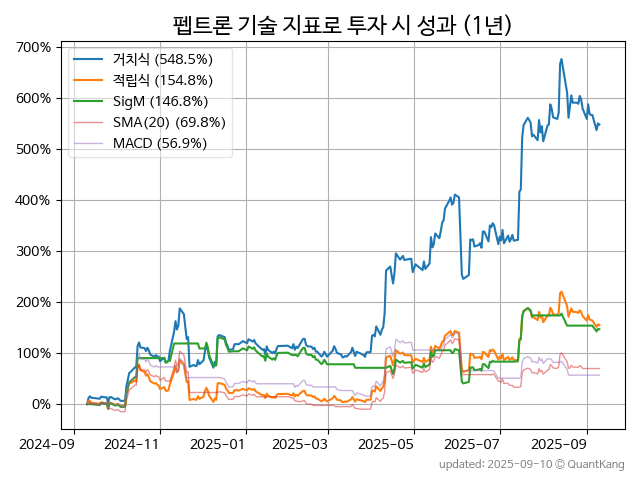 펩트론 기술 지표로 투자 시 성과 (1년)
700%
600%
500%
400%
300%
200%
100%
0%
거치식 (548.5%)
적립식 (154.8%)
SigM (146.8%)
SMA(20) (69.8%)
MACD (56.9%)
2024-09
2024-11
2025-01
2025-03
2025-05
2025-07
2025-09
updated: 2025-09-10 ⓒ QuantKang